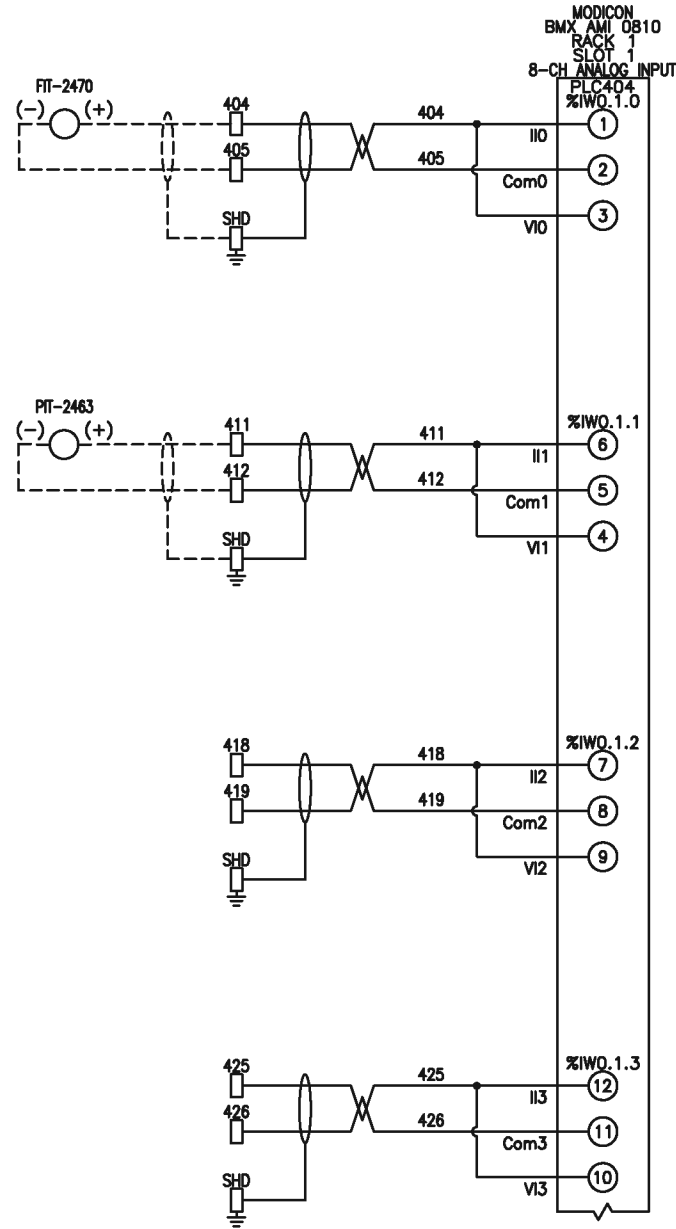 MODICON
BMX AMI 0810
RACK 1
SLOT 1
8-CH ANALOG INPUT
PLC404
%IW0.1.0
FIT-2470
(-) (+)
404 404 II0 1
405 405 Com0 2
SHD VI0 3
PIT-2463
%IW0.1.1
(-) (+)
411 411 II1 6
412 412 Com1 5
SHD VI1 4
%IW0.1.2
418 418 II2 7
419 419 Com2 8
SHD VI2 9
%IW0.1.3
425 425 II3 12
426 426 Com3 11
SHD VI3 10